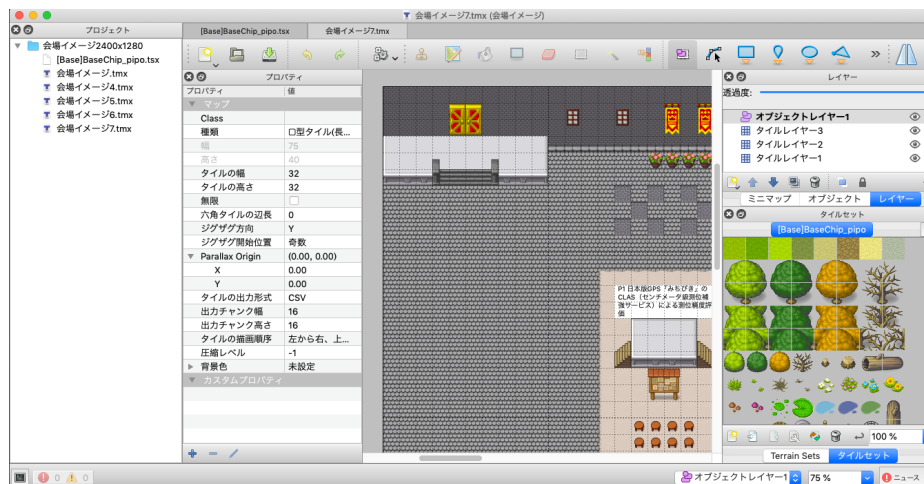 会場イメージ7.tmx (会場イメージ)
プロジェクト
[Base]BaseChip_pipo.tsx
会場イメージ7.tmx
会場イメージ2400x1280
[Base]BaseChip_pipo.tsx
会場イメージ.tmx
会場イメージ4.tmx
会場イメージ5.tmx
会場イメージ6.tmx
会場イメージ7.tmx
プロパティ
プロパティ 値
マップ
Class
種類 ロ型タイル(長...
幅 75
高さ 40
タイルの幅 32
タイルの高さ 32
無限
六角タイルの辺長 0
ジグザグ方向 Y
ジグザグ開始位置 奇数
Parallax Origin (0.00, 0.00)
X 0.00
Y 0.00
タイルの出力形式 CSV
出力チャンク幅 16
出力チャンク高さ 16
タイルの描画順序 左から右、上...
圧縮レベル -1
背景色 未設定
カスタムプロパティ
P1 日本版GPS『みちびき』の
CLAS（センチメータ級測位補
強サービス）による測位精度評
価
レイヤー
透過度:
オブジェクトレイヤー1
タイルレイヤー3
タイルレイヤー2
タイルレイヤー1
ミニマップ オブジェクト レイヤー
タイルセット
[Base]BaseChip_pipo
100 %
Terrain Sets タイルセット
0 0
オブジェクトレイヤー1 75 % ニュース